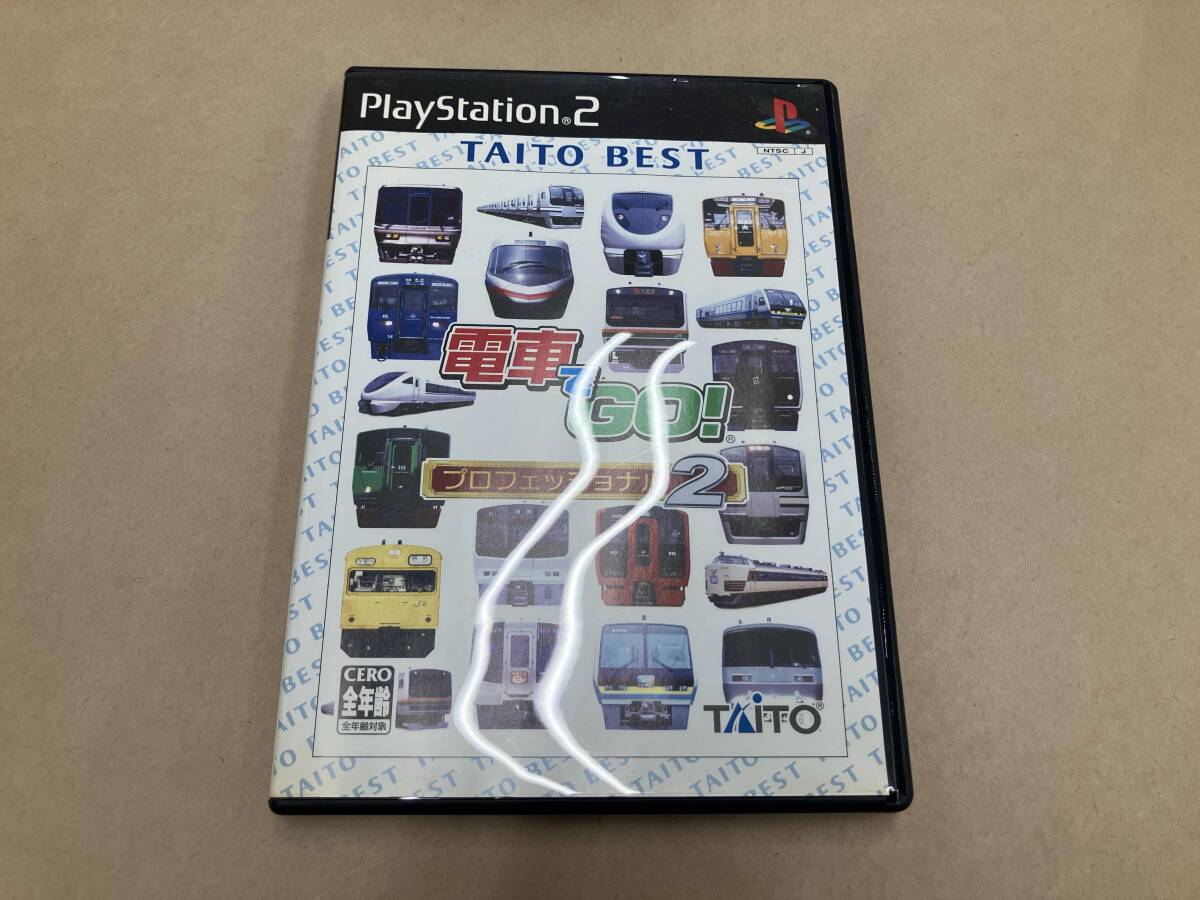 PlayStation®2
NTSC J
TAITO BEST
電車でGO!®
プロフェッショナル2
JR
CERO
全年齢
全年齢対象
TAITO®